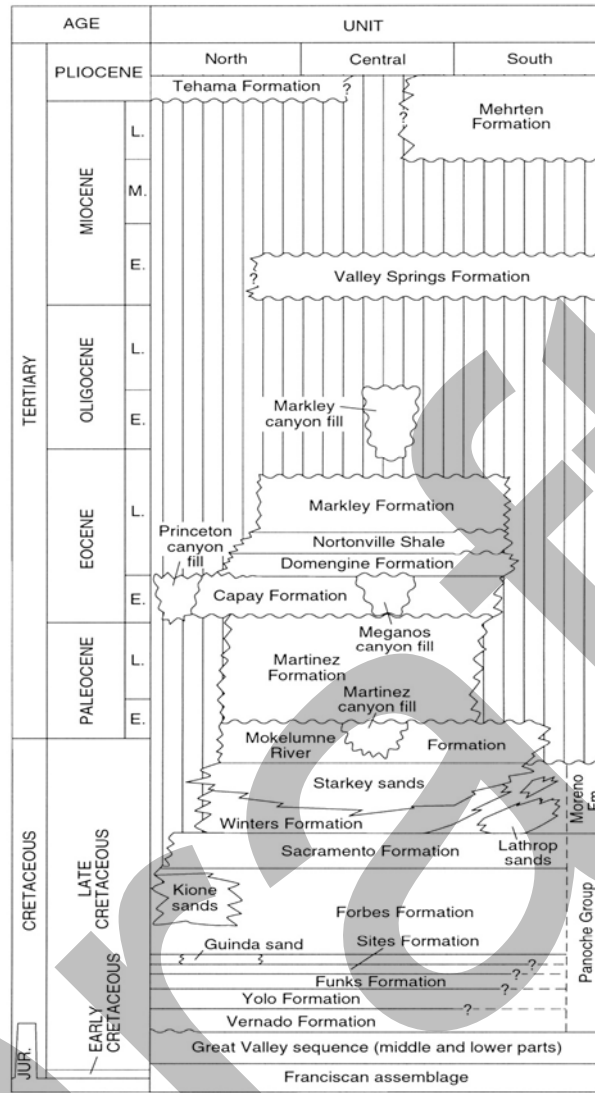 AGE
UNIT
PLIOCENE
North
Central
South
Tehama Formation
?
?
Mehrten
Formation
L.
M.
E.
MIOCENE
?
Valley Springs Formation
TERTIARY
L.
E.
OLIGOCENE
Markley
canyon fill
L.
E.
EOCENE
Markley Formation
Nortonville Shale
Domengine Formation
Princeton
canyon
fill
Capay Formation
Meganos
canyon fill
L.
E.
PALEOCENE
Martinez
Formation
Martinez
canyon fill
Mokelumne
River
Formation
CRETACEOUS
LATE
CRETACEOUS
Starkey sands
Winters Formation
Lathrop
sands
Moreno
Fm.
Sacramento Formation
Kione
sands
Forbes Formation
Panoche Group
Guinda sand
Sites Formation
?
?
Funks Formation
?
Yolo Formation
?
Vernado Formation
EARLY
CRETACEOUS
Great Valley sequence (middle and lower parts)
JUR.
Franciscan assemblage